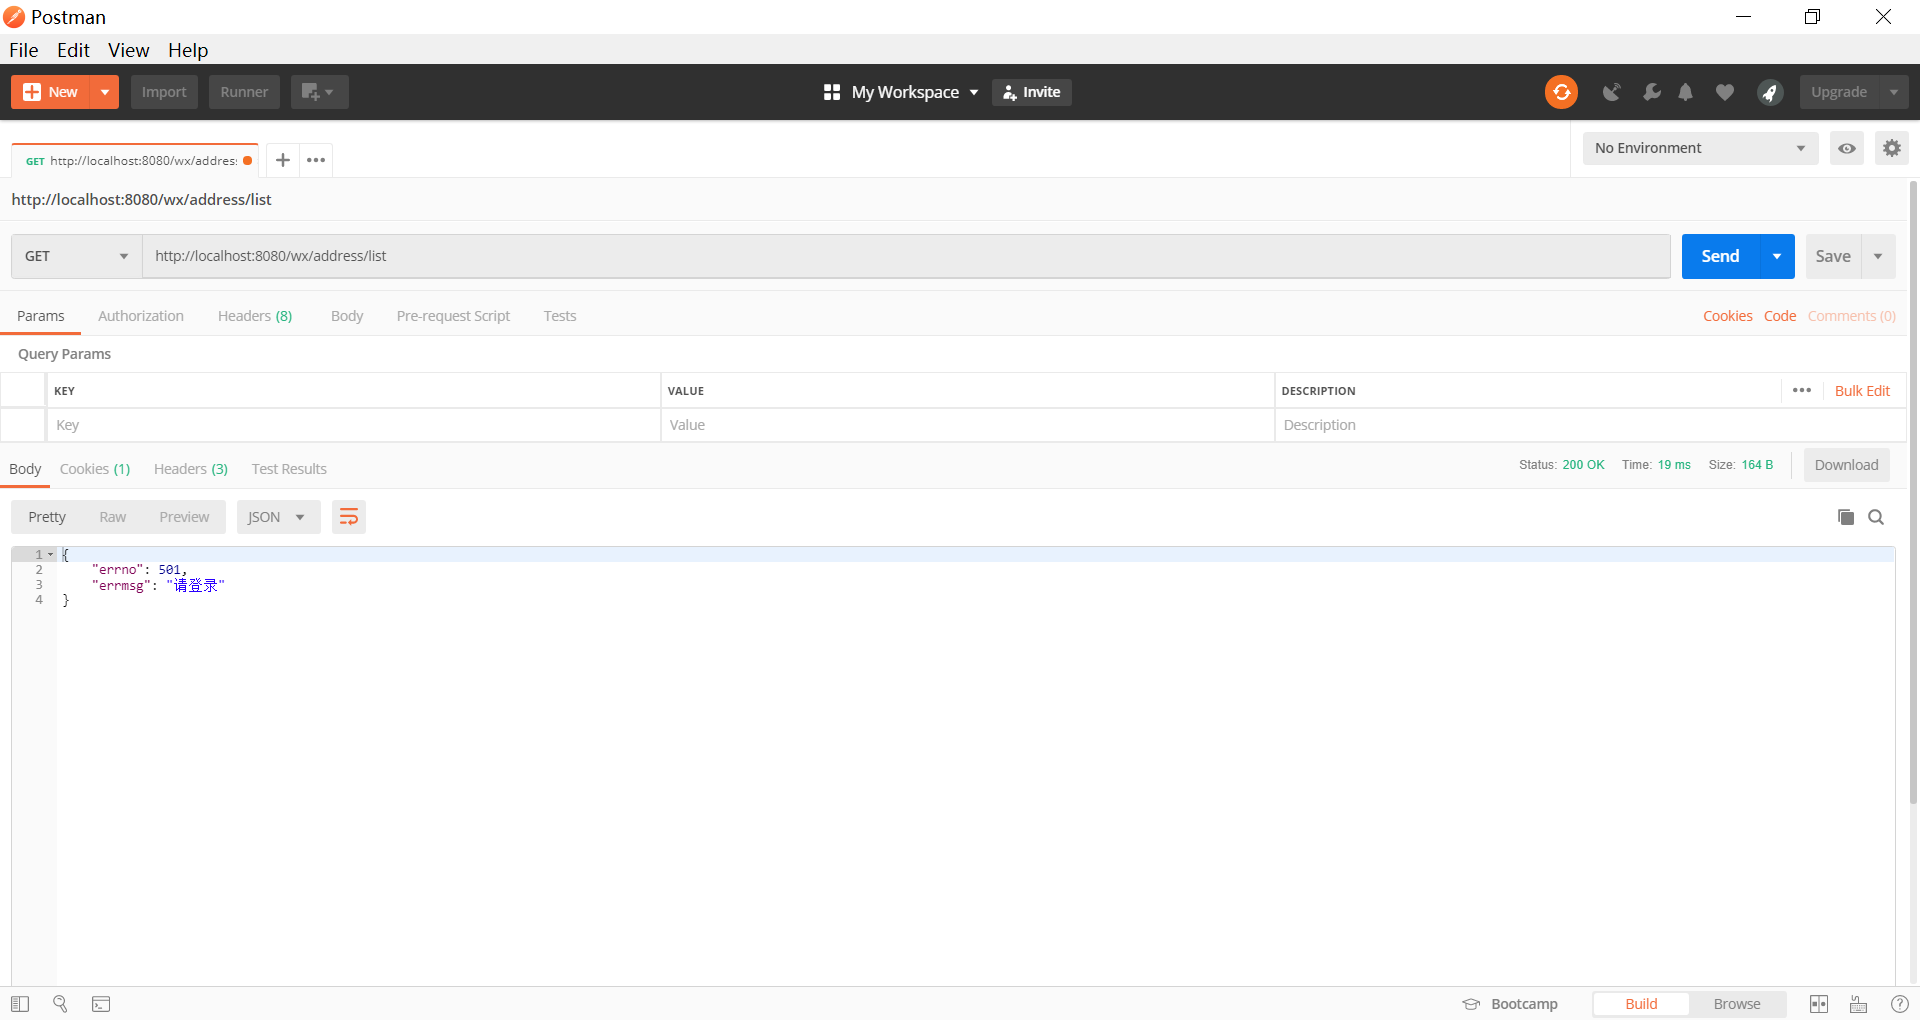 Postman
File Edit View Help
New Import Runner My Workspace Invite Upgrade
GET http://localhost:8080/wx/addres: No Environment
http://localhost:8080/wx/address/list
GET http://localhost:8080/wx/address/list Send Save
Params Authorization Headers (8) Body Pre-request Script Tests Cookies Code Comments (0)
Query Params
KEY VALUE DESCRIPTION Bulk Edit
Key Value Description
Body Cookies (1) Headers (3) Test Results Status: 200 OK Time: 19 ms Size: 164 B Download
Pretty Raw Preview JSON
1 {
2 "errno": 501,
3 "errmsg": "请登录"
4 }
Bootcamp Build Browse